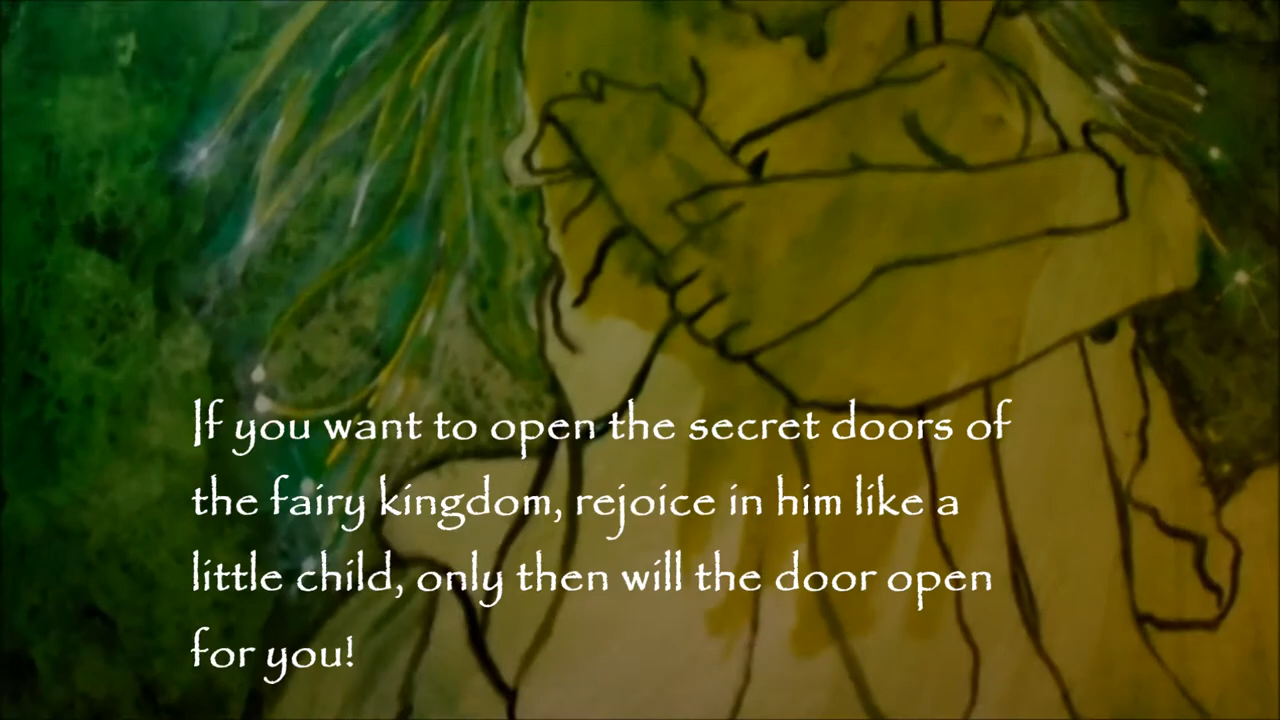 If you want to open the secret doors of
the fairy kingdom, rejoice in him like a
little child, only then will the door open
for you!